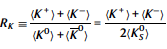 R_K ≡ (⟨K⁺⟩ + ⟨K⁻⟩) / (⟨K⁰⟩ + ⟨K̅⁰⟩) = (⟨K⁺⟩ + ⟨K⁻⟩) / (2⟨K⁰_S⟩)